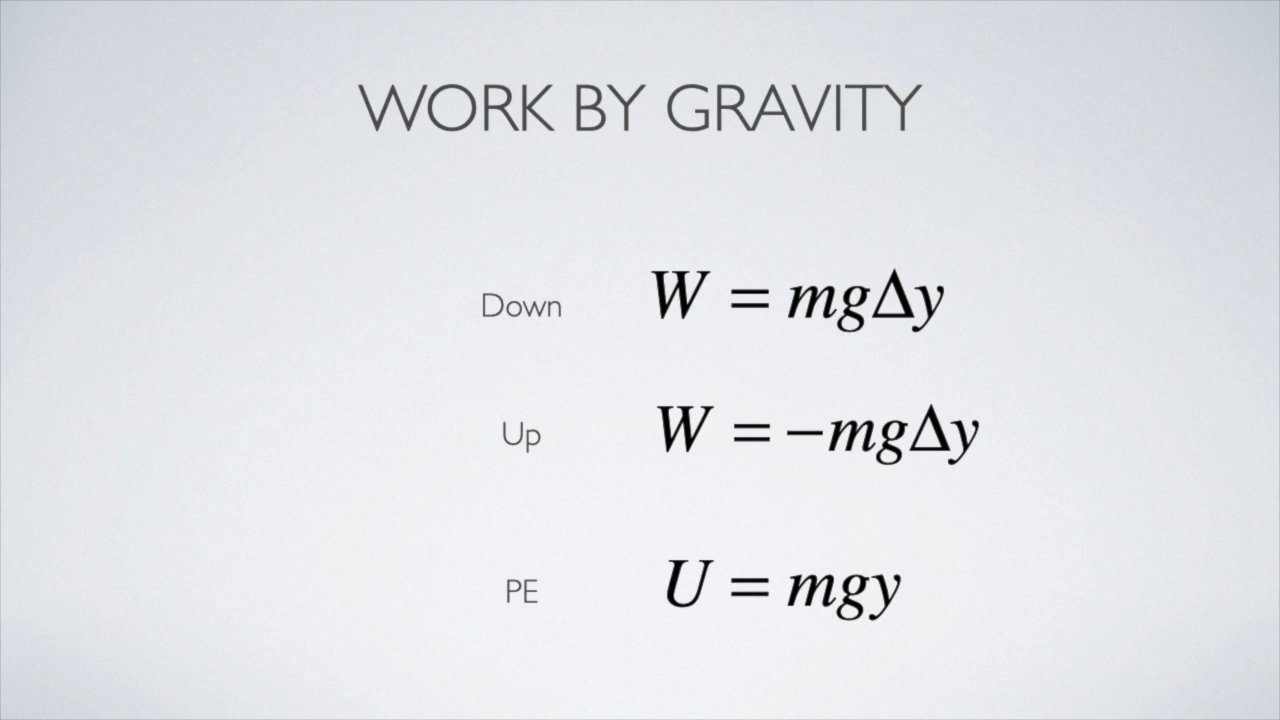 WORK BY GRAVITY
Down W = mgΔy
Up W = −mgΔy
PE U = mgy